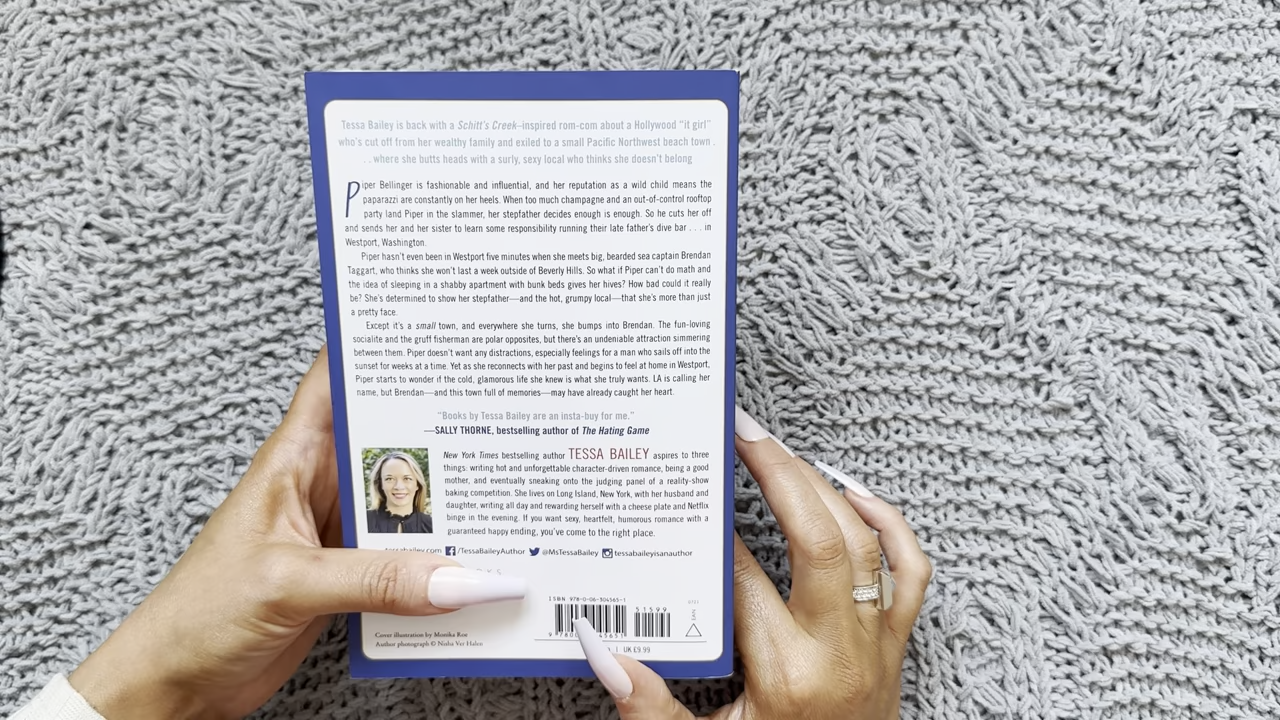 Tessa Bailey is back with a Schitt's Creek–inspired rom-com about a Hollywood "it girl"
who's cut off from her wealthy family and exiled to a small Pacific Northwest beach town .
. . where she butts heads with a surly, sexy local who thinks she doesn't belong
Piper Bellinger is fashionable and influential, and her reputation as a wild child means the
paparazzi are constantly on her heels. When too much champagne and an out-of-control rooftop
party land Piper in the slammer, her stepfather decides enough is enough. So he cuts her off
and sends her and her sister to learn some responsibility running their late father's dive bar . . . in
Westport, Washington.
Piper hasn't even been in Westport five minutes when she meets big, bearded sea captain Brendan
Taggart, who thinks she won't last a week outside of Beverly Hills. So what if Piper can't do math and
the idea of sleeping in a shabby apartment with bunk beds gives her hives? How bad could it really
be? She's determined to show her stepfather—and the hot, grumpy local—that she's more than just
a pretty face.
Except it's a small town, and everywhere she turns, she bumps into Brendan. The fun-loving
socialite and the gruff fisherman are polar opposites, but there's an undeniable attraction simmering
between them. Piper doesn't want any distractions, especially feelings for a man who sails off into the
sunset for weeks at a time. Yet as she reconnects with her past and begins to feel at home in Westport,
Piper starts to wonder if the cold, glamorous life she knew is what she truly wants. LA is calling her
name, but Brendan—and this town full of memories—may have already caught her heart.
"Books by Tessa Bailey are an insta-buy for me."
—SALLY THORNE, bestselling author of The Hating Game
New York Times bestselling author TESSA BAILEY aspires to three
things: writing hot and unforgettable character-driven romance, being a good
mother, and eventually sneaking onto the judging panel of a reality-show
baking competition. She lives on Long Island, New York, with her husband and
daughter, writing all day and rewarding herself with a cheese plate and Netflix
binge in the evening. If you want sexy, heartfelt, humorous romance with a
guaranteed happy ending, you've come to the right place.
tessabailey.com /TessaBaileyAuthor @MsTessaBailey tessabaileyisanauthor
ISBN 978-0-06-304565-1
51599
EAN
Cover illustration by Monika Roe
Author photograph © Nisha Ver Halen
UK £9.99